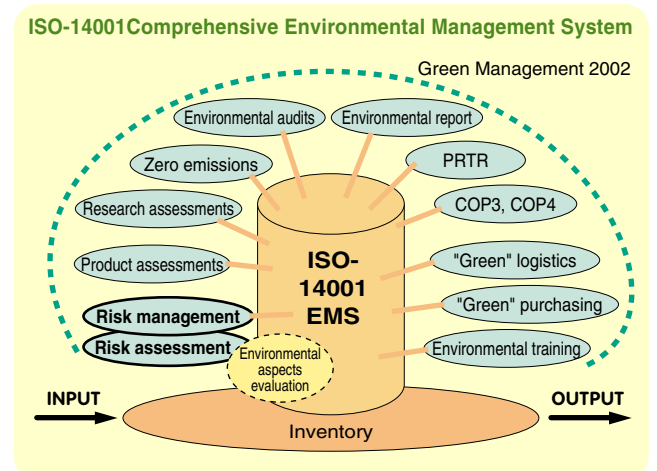 ISO-14001Comprehensive Environmental Management System
Green Management 2002
Environmental audits
Environmental report
Zero emissions
PRTR
Research assessments
COP3, COP4
Product assessments
ISO-
14001
EMS
"Green" logistics
Risk management
"Green" purchasing
Risk assessment
Environmental
aspects
evaluation
Environmental training
INPUT
OUTPUT
Inventory